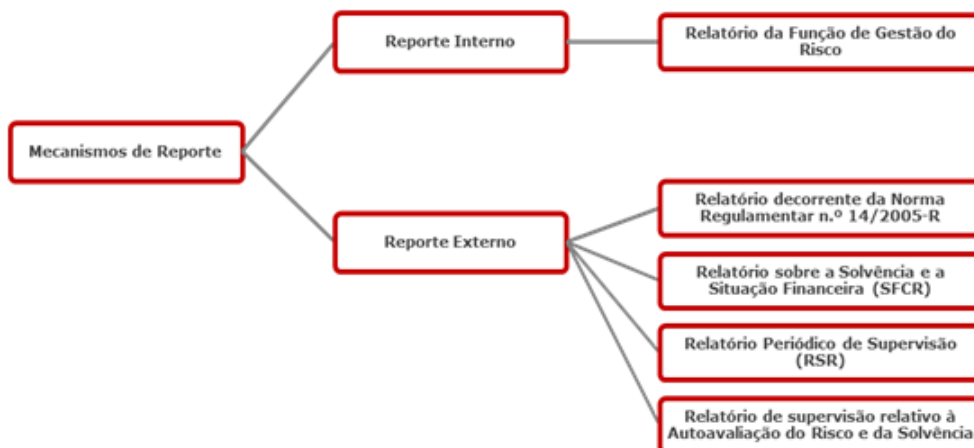 Reporte Interno
Relatório da Função de Gestão do
Risco
Mecanismos de Reporte
Reporte Externo
Relatório decorrente da Norma
Regulamentar n.º 14/2005-R
Relatório sobre a Solvência e a
Situação Financeira (SFCR)
Relatório Periódico de Supervisão
(RSR)
Relatório de supervisão relativo à
Autoavaliação do Risco e da Solvência